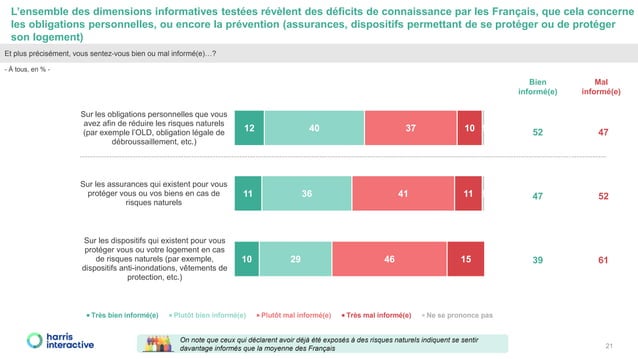 L’ensemble des dimensions informatives testées révèlent des déficits de connaissance par les Français, que cela concerne
les obligations personnelles, ou encore la prévention (assurances, dispositifs permettant de se protéger ou de protéger
son logement)
Et plus précisément, vous sentez-vous bien ou mal informé(e)…?
- À tous, en % -
Bien
informé(e)
Mal
informé(e)
Sur les obligations personnelles que vous
avez afin de réduire les risques naturels
(par exemple l’OLD, obligation légale de
débroussaillement, etc.)
12 40 37 10
52 47
Sur les assurances qui existent pour vous
protéger vous ou vos biens en cas de
risques naturels
11 36 41 11
47 52
Sur les dispositifs qui existent pour vous
protéger vous ou votre logement en cas
de risques naturels (par exemple,
dispositifs anti-inondations, vêtements de
protection, etc.)
10 29 46 15
39 61
Très bien informé(e) Plutôt bien informé(e) Plutôt mal informé(e) Très mal informé(e) Ne se prononce pas
harris
interactive
On note que ceux qui déclarent avoir déjà été exposés à des risques naturels indiquent se sentir
davantage informés que la moyenne des Français
21